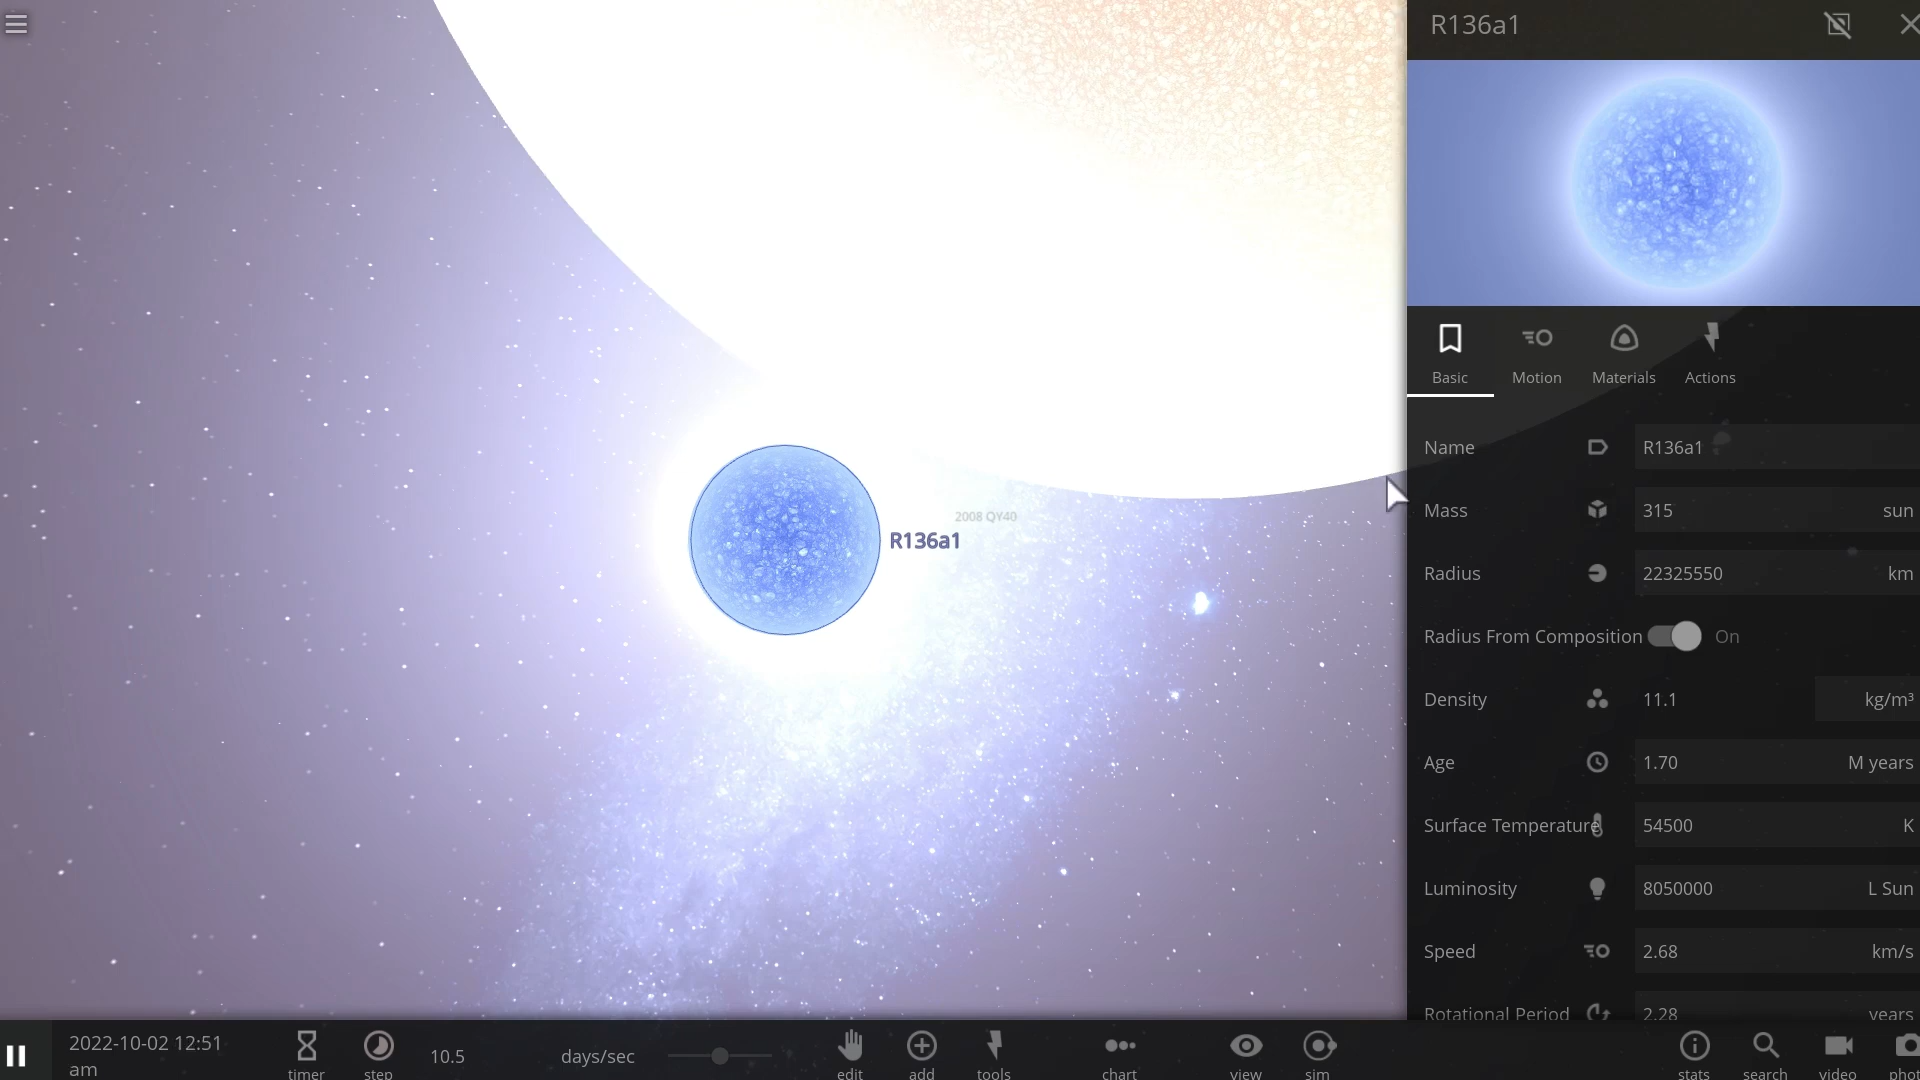 R136a1
Basic Motion Materials Actions
Name R136a1
Mass 315 sun
Radius 22325550 km
Radius From Composition On
Density 11.1 kg/m³
Age 1.70 M years
Surface Temperature 54500 K
Luminosity 8050000 L Sun
Speed 2.68 km/s
Rotational Period 2.28 years
2008 QY40
R136a1
2022-10-02 12:51
am
timer
step
10.5 days/sec
edit
add
tools
chart
view
sim
stats
search
video
phot